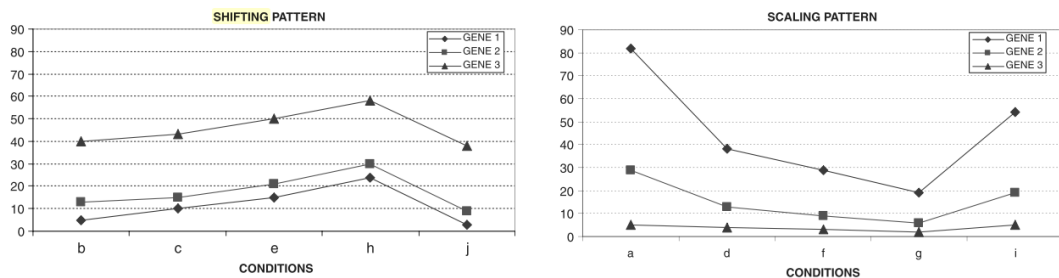 SHIFTING PATTERN
90
80
70
60
50
40
30
20
10
0
GENE 1
GENE 2
GENE 3
b c e h j
CONDITIONS
SCALING PATTERN
90
80
70
60
50
40
30
20
10
0
GENE 1
GENE 2
GENE 3
a d f g i
CONDITIONS